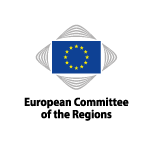 European Committee
of the Regions